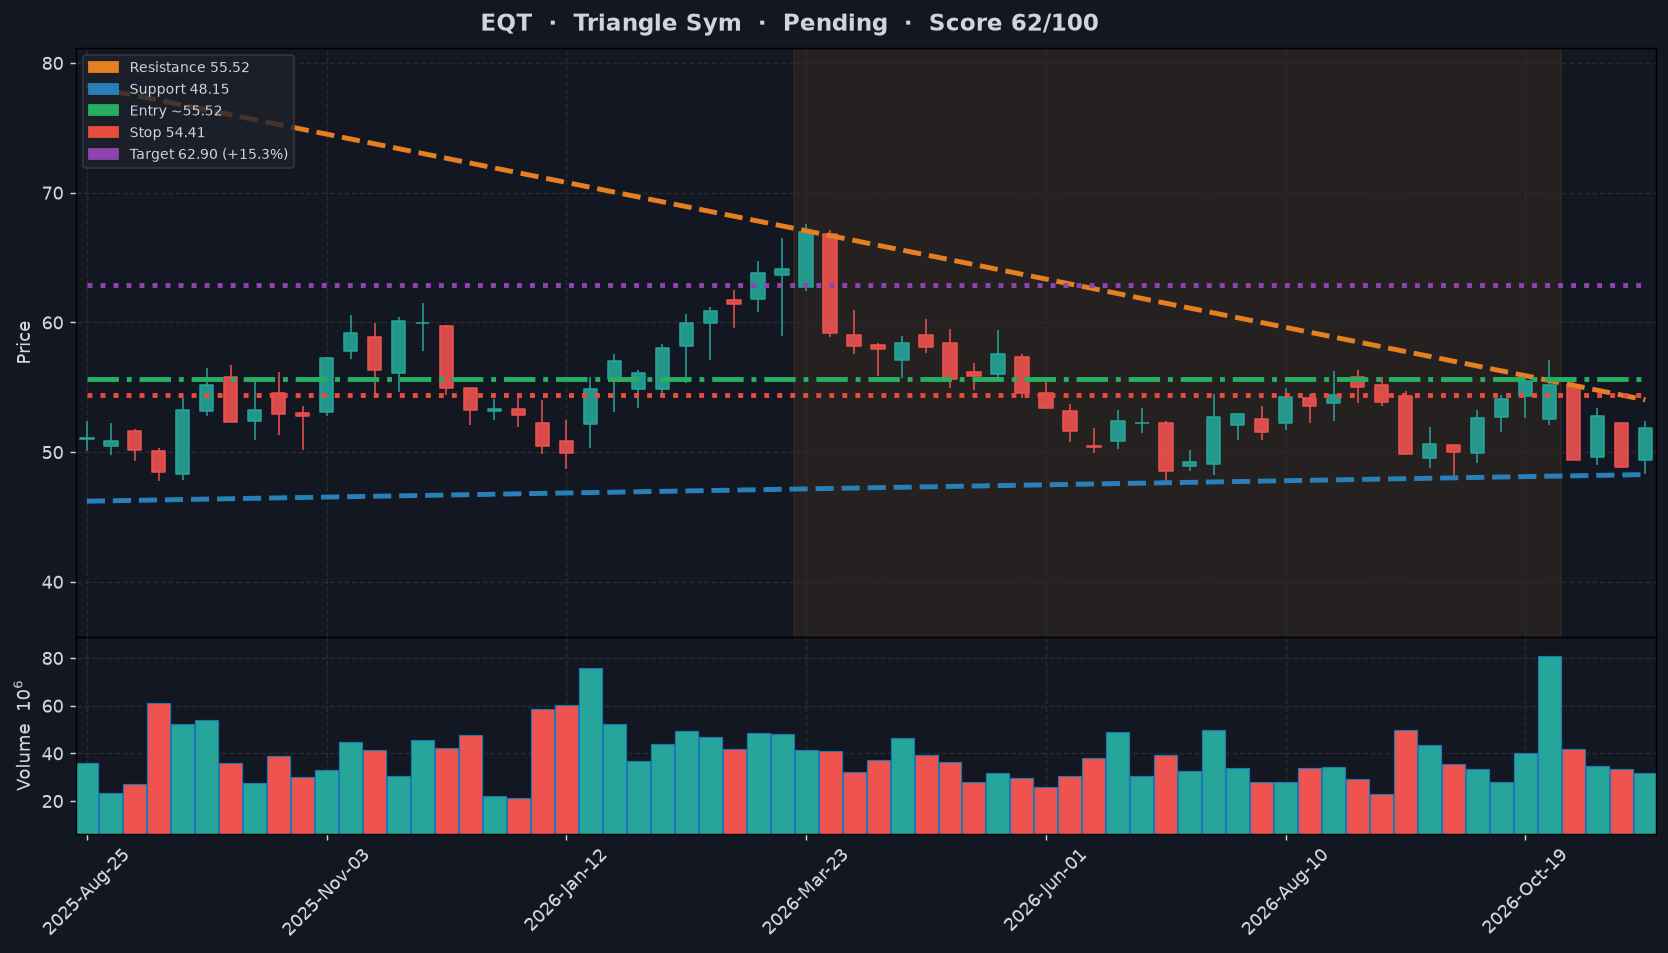 EQT · Triangle Sym · Pending · Score 62/100
Resistance 55.52
Support 48.15
Entry ~55.52
Stop 54.41
Target 62.90 (+15.3%)
Price
80
70
60
50
40
Volume 10⁶
80
60
40
20
2025-Aug-25
2025-Nov-03
2026-Jan-12
2026-Mar-23
2026-Jun-01
2026-Aug-10
2026-Oct-19